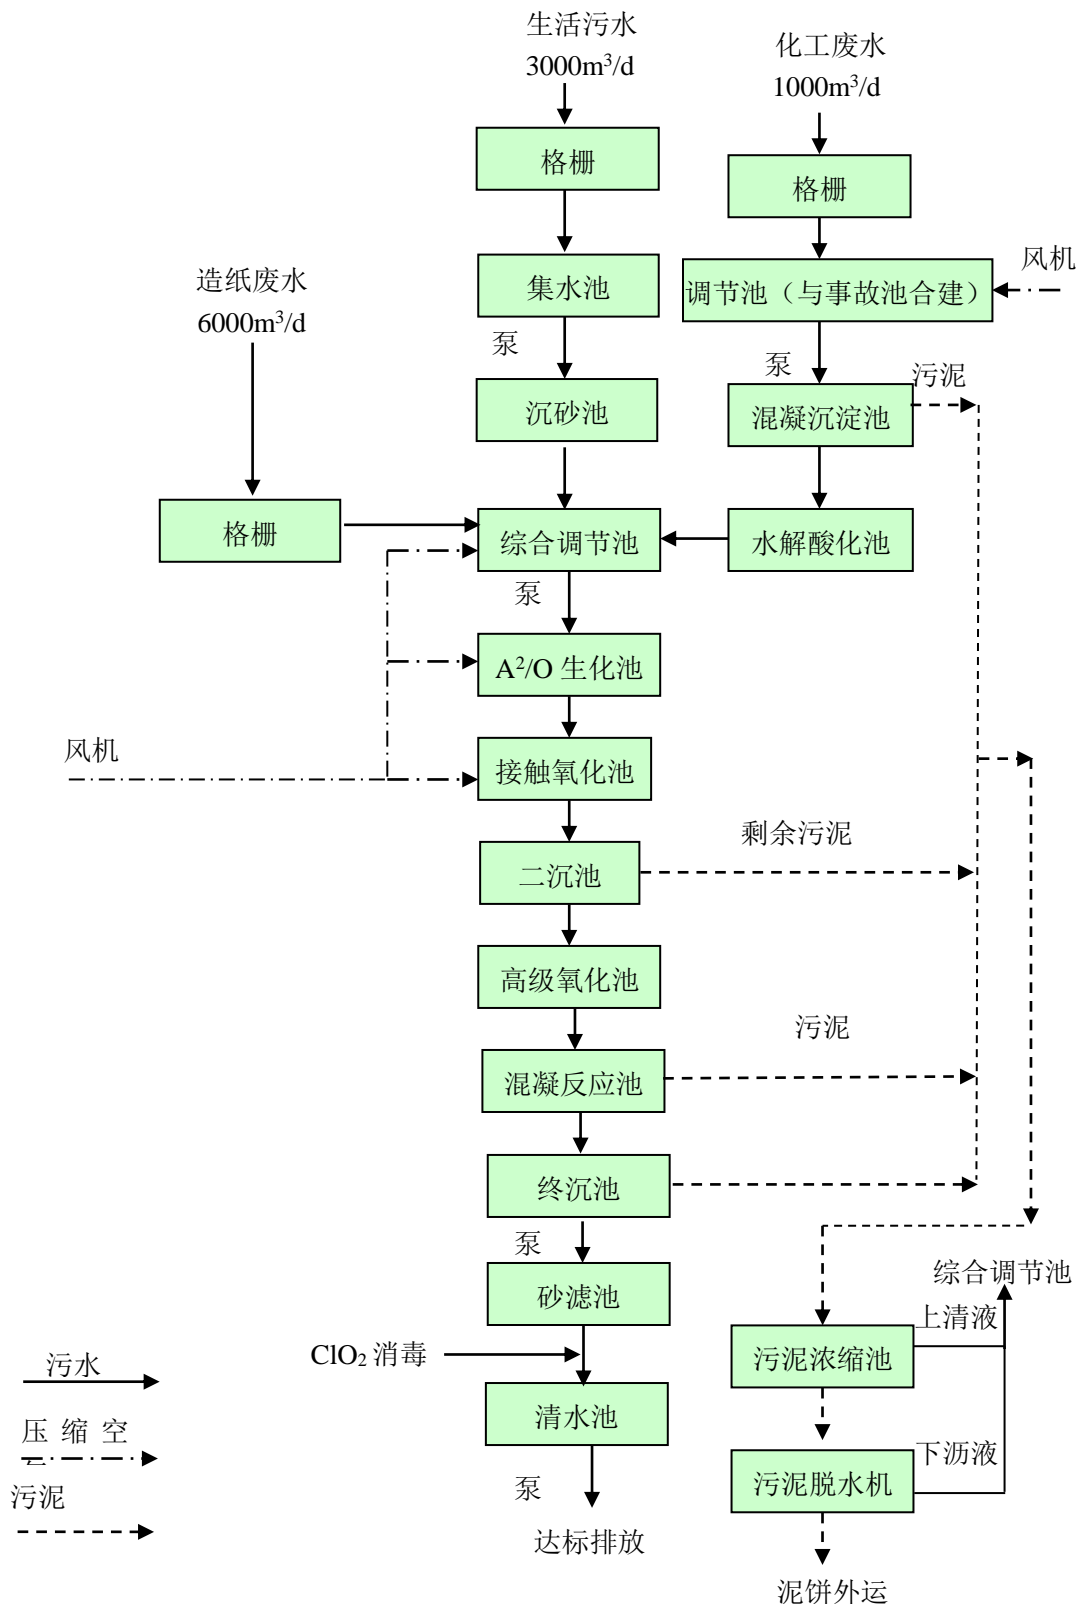 生活污水
3000m³/d
化工废水
1000m³/d
格栅
格栅
造纸废水
6000m³/d
集水池
调节池（与事故池合建）
风机
泵
泵
污泥
沉砂池
混凝沉淀池
格栅
综合调节池
水解酸化池
泵
A²/O 生化池
风机
接触氧化池
剩余污泥
二沉池
高级氧化池
污泥
混凝反应池
终沉池
泵
综合调节池
砂滤池
上清液
ClO₂ 消毒
污泥浓缩池
污水
清水池
压 缩 空
下沥液
污泥
泵
污泥脱水机
达标排放
泥饼外运